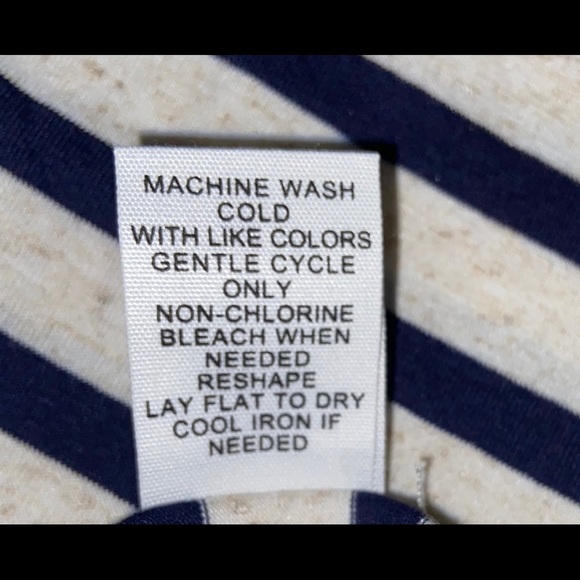 MACHINE WASH
COLD
WITH LIKE COLORS
GENTLE CYCLE
ONLY
NON-CHLORINE
BLEACH WHEN
NEEDED
RESHAPE
LAY FLAT TO DRY
COOL IRON IF
NEEDED